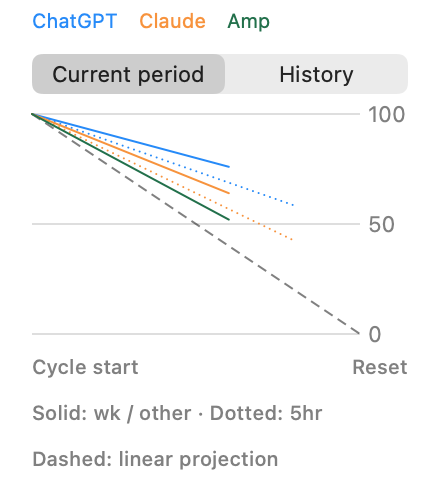 ChatGPT Claude Amp
Current period History
100
50
0
Cycle start Reset
Solid: wk / other · Dotted: 5hr
Dashed: linear projection